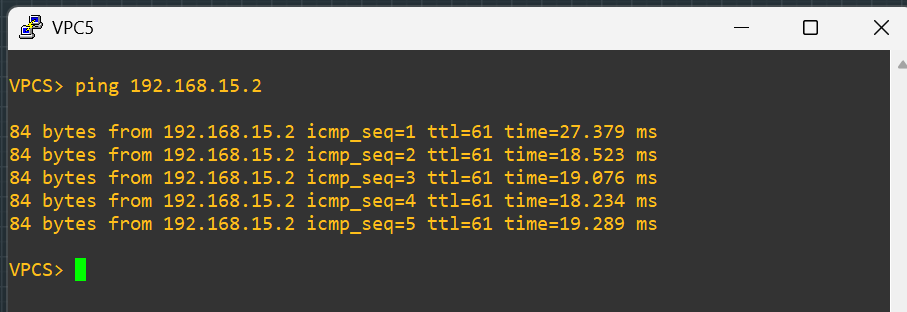 VPC5
VPCS> ping 192.168.15.2
84 bytes from 192.168.15.2 icmp_seq=1 ttl=61 time=27.379 ms
84 bytes from 192.168.15.2 icmp_seq=2 ttl=61 time=18.523 ms
84 bytes from 192.168.15.2 icmp_seq=3 ttl=61 time=19.076 ms
84 bytes from 192.168.15.2 icmp_seq=4 ttl=61 time=18.234 ms
84 bytes from 192.168.15.2 icmp_seq=5 ttl=61 time=19.289 ms
VPCS>